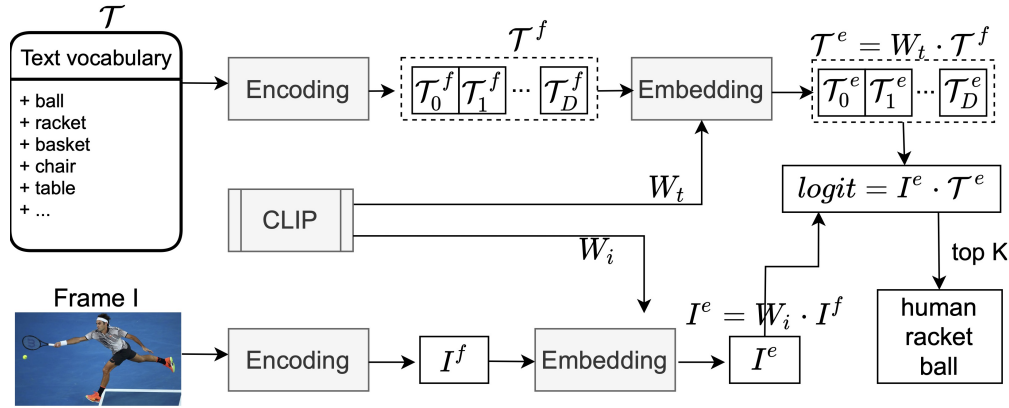 𝒯
Text vocabulary
+ ball
+ racket
+ basket
+ chair
+ table
+ ...
Encoding
𝒯^f
𝒯_0^f 𝒯_1^f ... 𝒯_D^f
Embedding
𝒯^e = W_t · 𝒯^f
𝒯_0^e 𝒯_1^e ... 𝒯_D^e
CLIP
W_t
W_i
logit = I^e · 𝒯^e
top K
human
racket
ball
Frame I
Encoding
I^f
Embedding
I^e = W_i · I^f
I^e